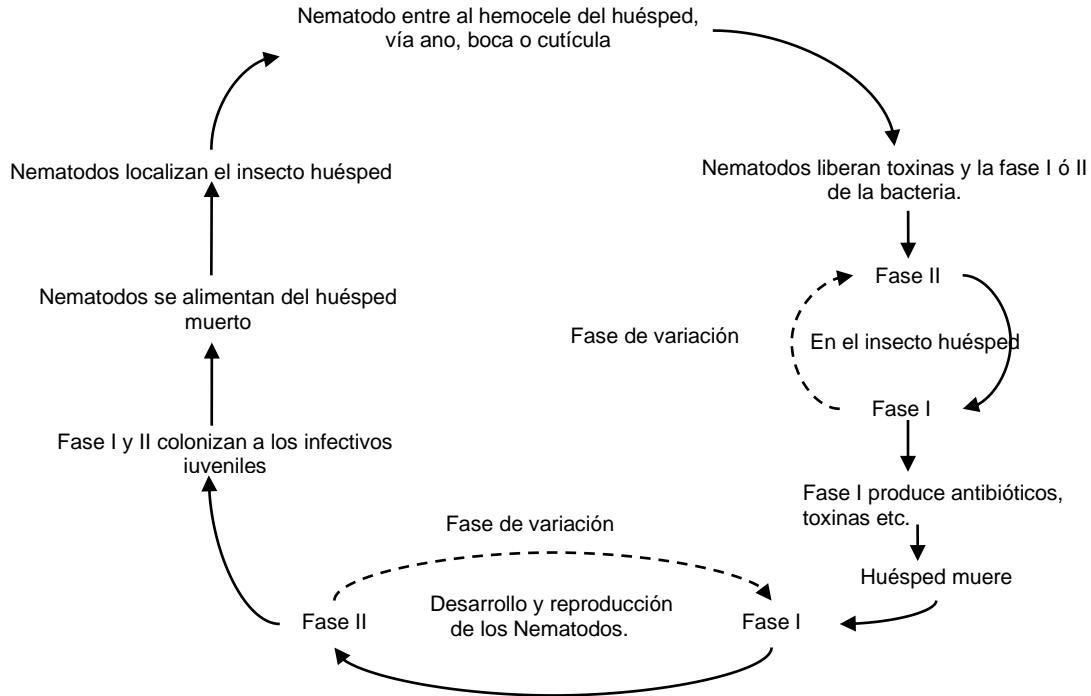 Nematodo entre al hemocele del huésped,
vía ano, boca o cutícula
Nematodos localizan el insecto huésped
Nematodos liberan toxinas y la fase I ó II
de la bacteria.
Fase II
Nematodos se alimentan del huésped
muerto
Fase de variación
En el insecto huésped
Fase I
Fase I y II colonizan a los infectivos
iuveniles
Fase I produce antibióticos,
toxinas etc.
Fase de variación
Huésped muere
Desarrollo y reproducción
de los Nematodos.
Fase II
Fase I